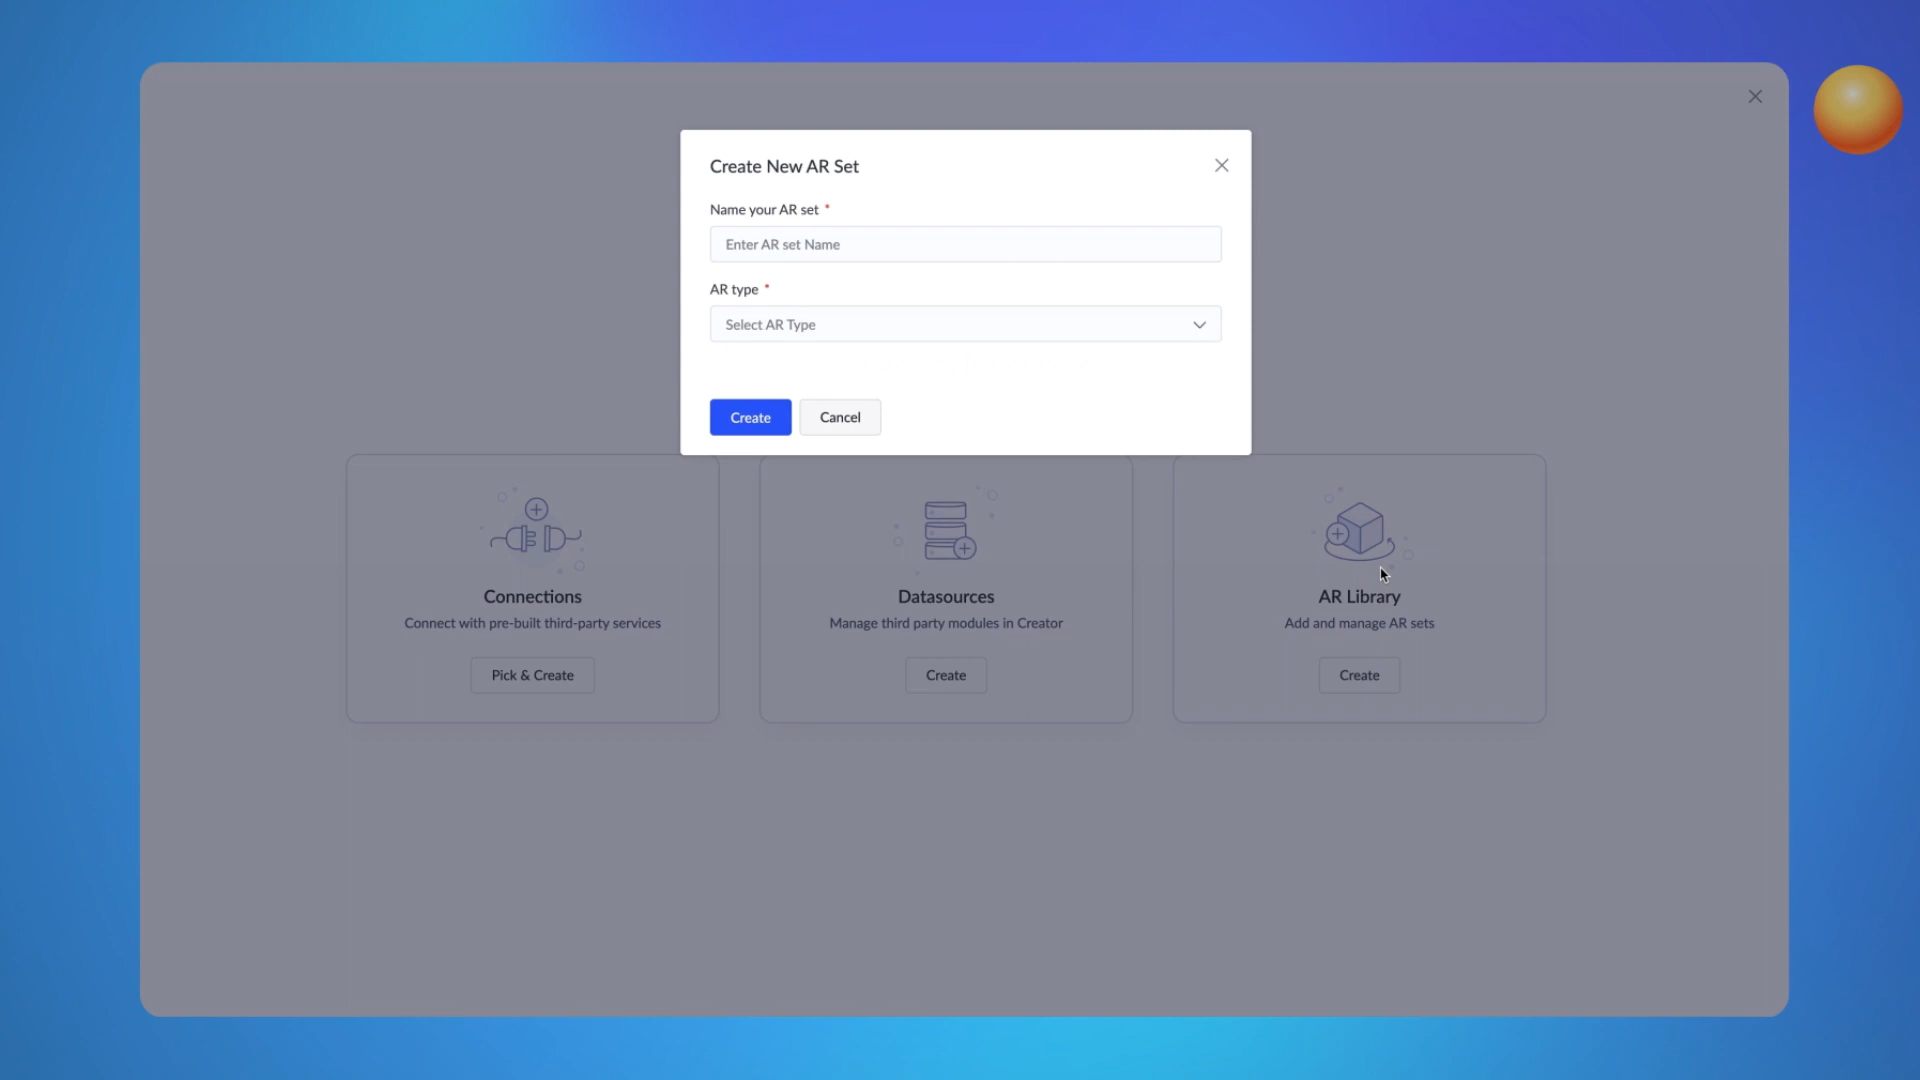 Create New AR Set
Name your AR set *
Enter AR set Name
AR type *
Select AR Type
Create
Cancel
Connections
Connect with pre-built third-party services
Pick & Create
Datasources
Manage third party modules in Creator
Create
AR Library
Add and manage AR sets
Create